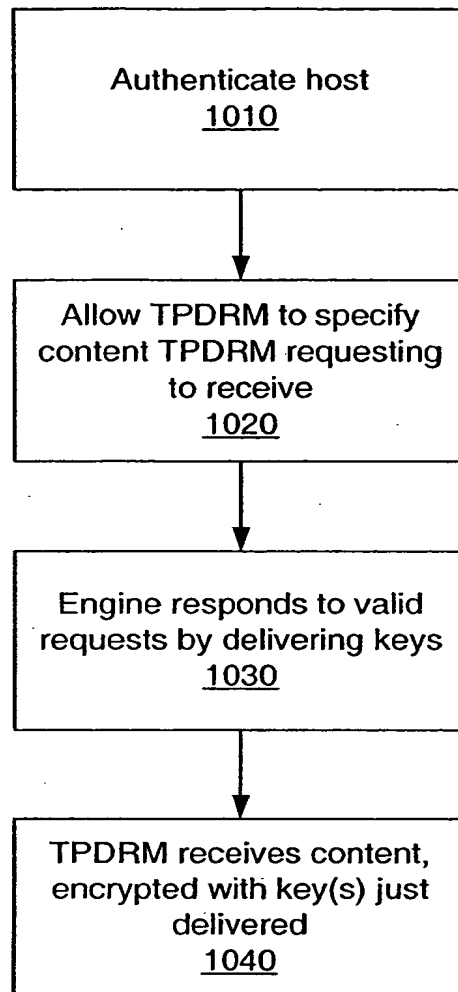 Authenticate host
1010
Allow TPDRM to specify
content TPDRM requesting
to receive
1020
Engine responds to valid
requests by delivering keys
1030
TPDRM receives content,
encrypted with key(s) just
delivered
1040